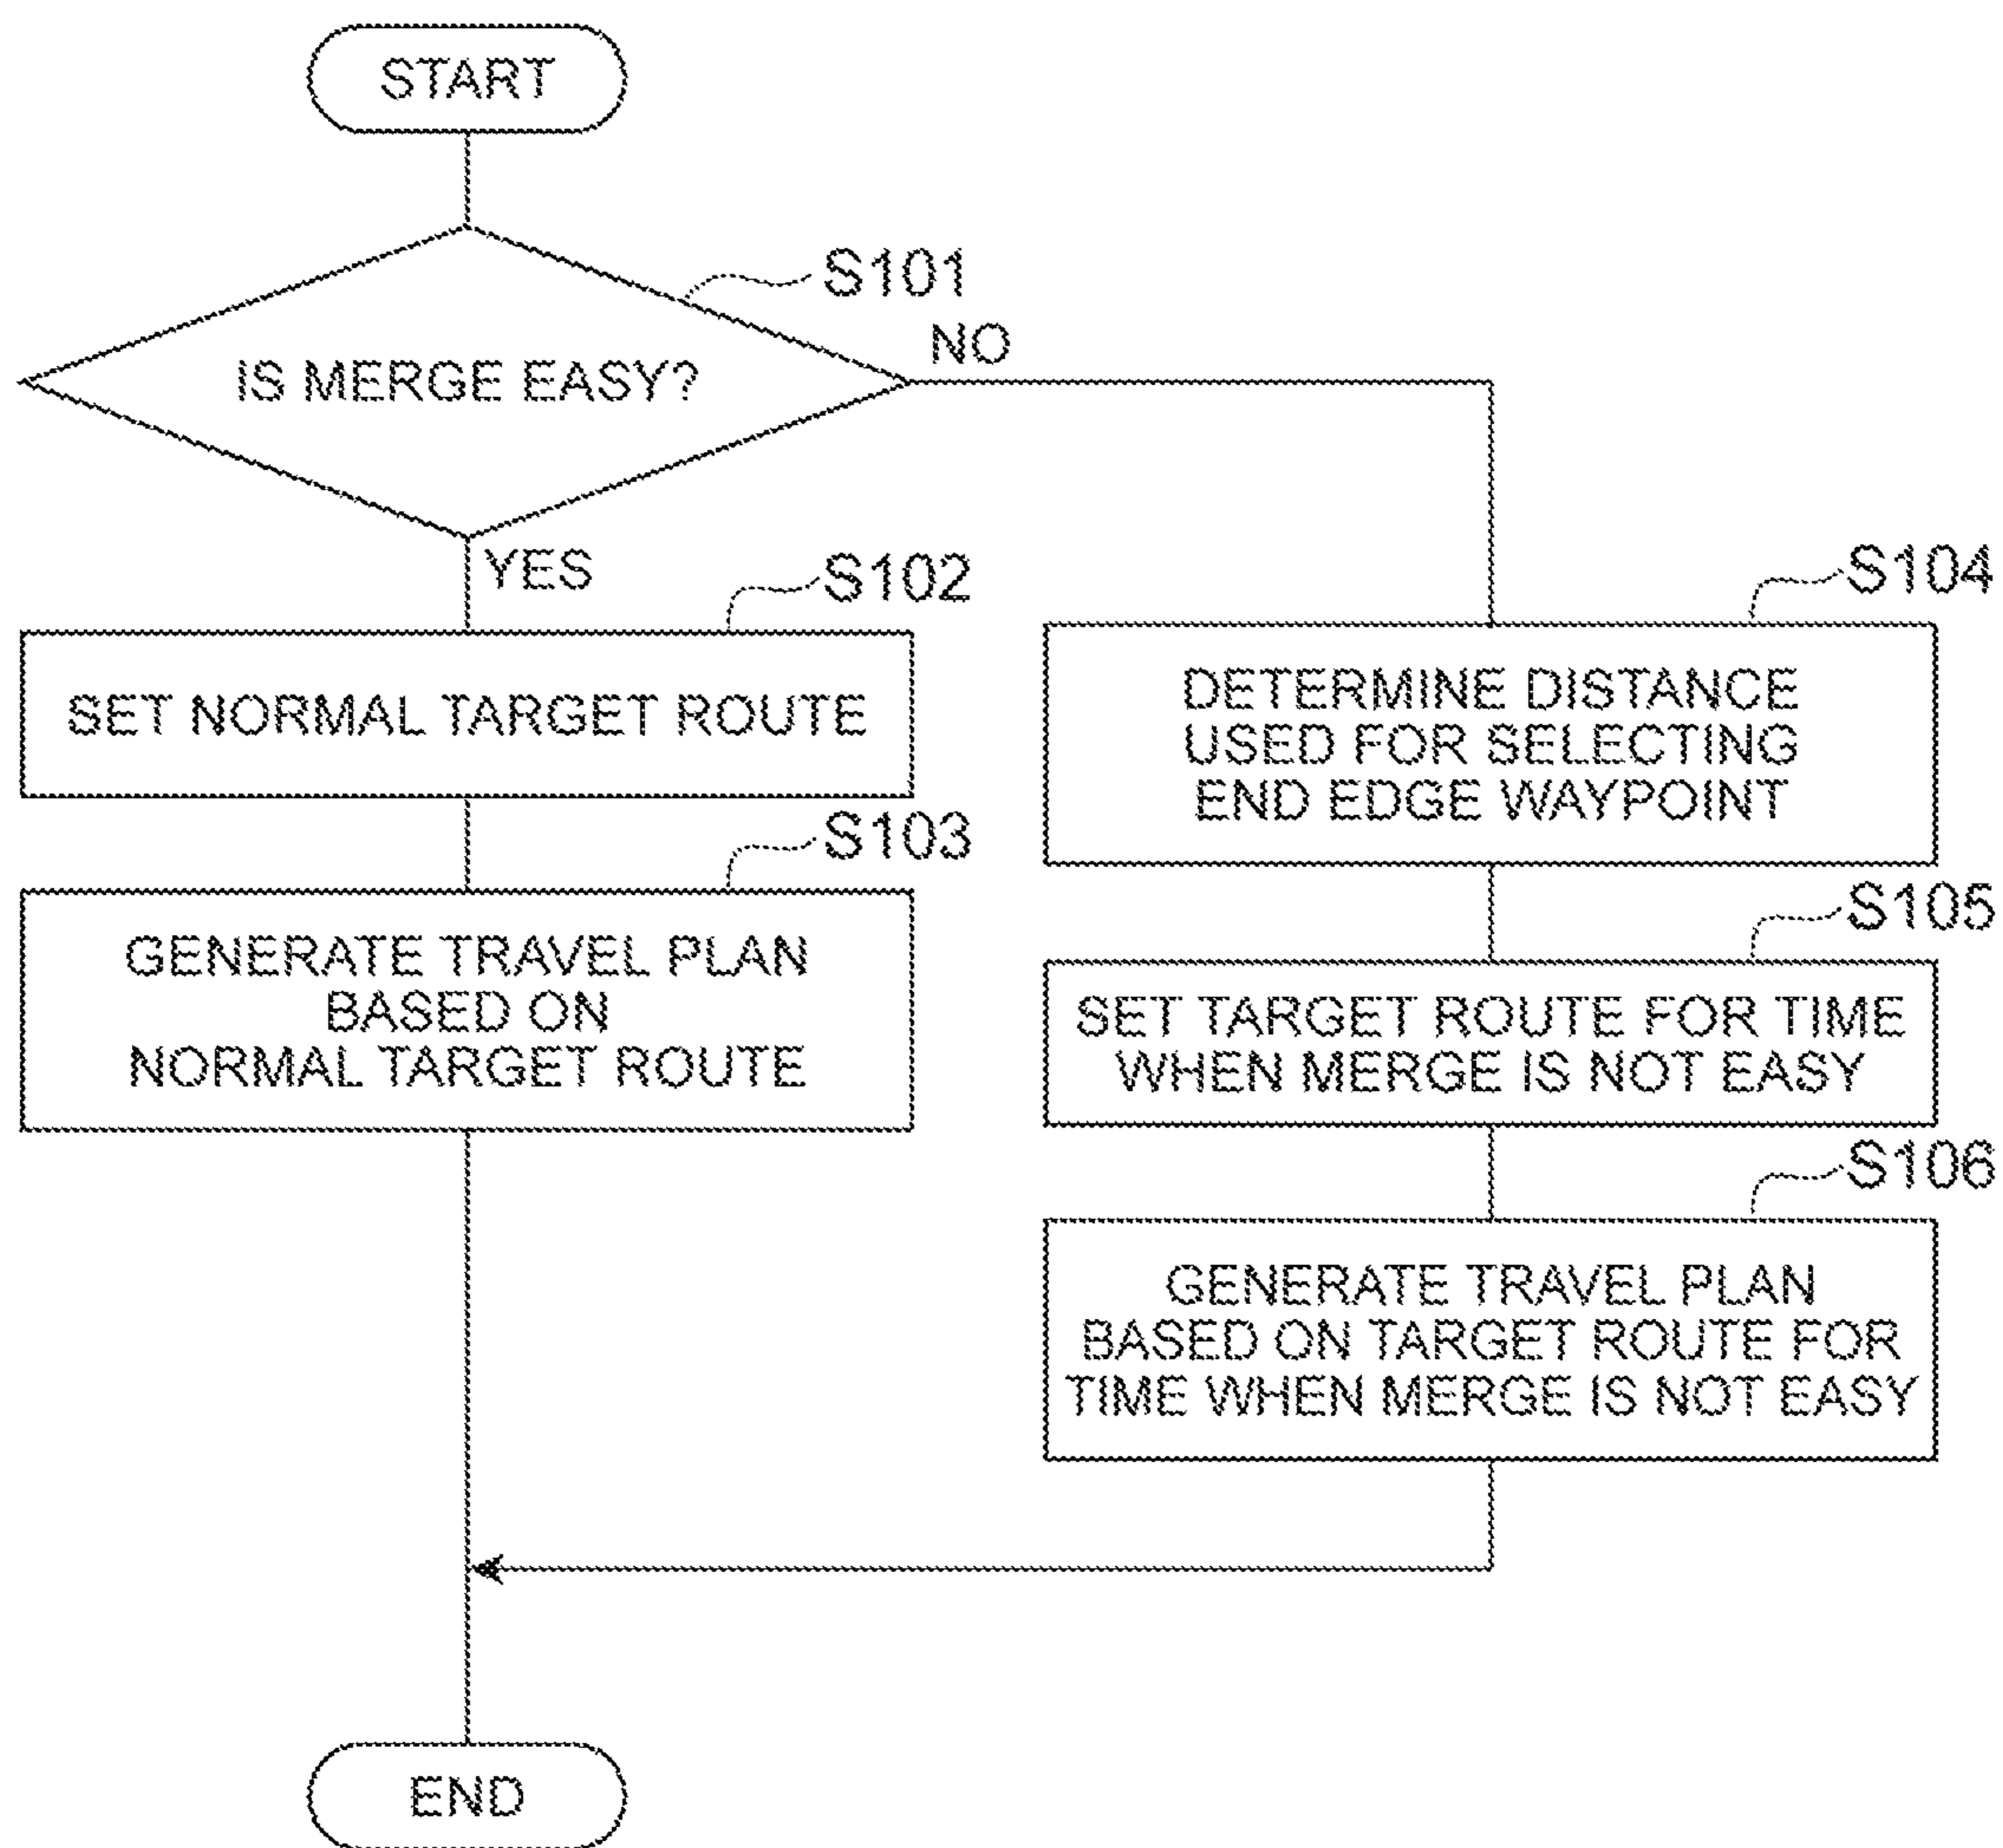 START
S101
IS MERGE EASY?
NO
YES
S102
SET NORMAL TARGET ROUTE
S103
GENERATE TRAVEL PLAN
BASED ON
NORMAL TARGET ROUTE
S104
DETERMINE DISTANCE
USED FOR SELECTING
END EDGE WAYPOINT
S105
SET TARGET ROUTE FOR TIME
WHEN MERGE IS NOT EASY
S106
GENERATE TRAVEL PLAN
BASED ON TARGET ROUTE FOR
TIME WHEN MERGE IS NOT EASY
END